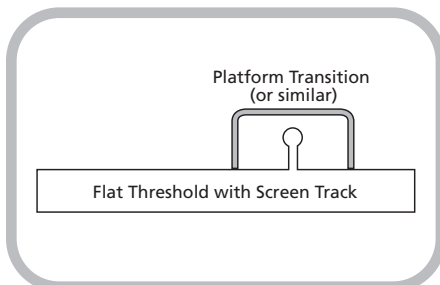 Platform Transition
(or similar)
Flat Threshold with Screen Track